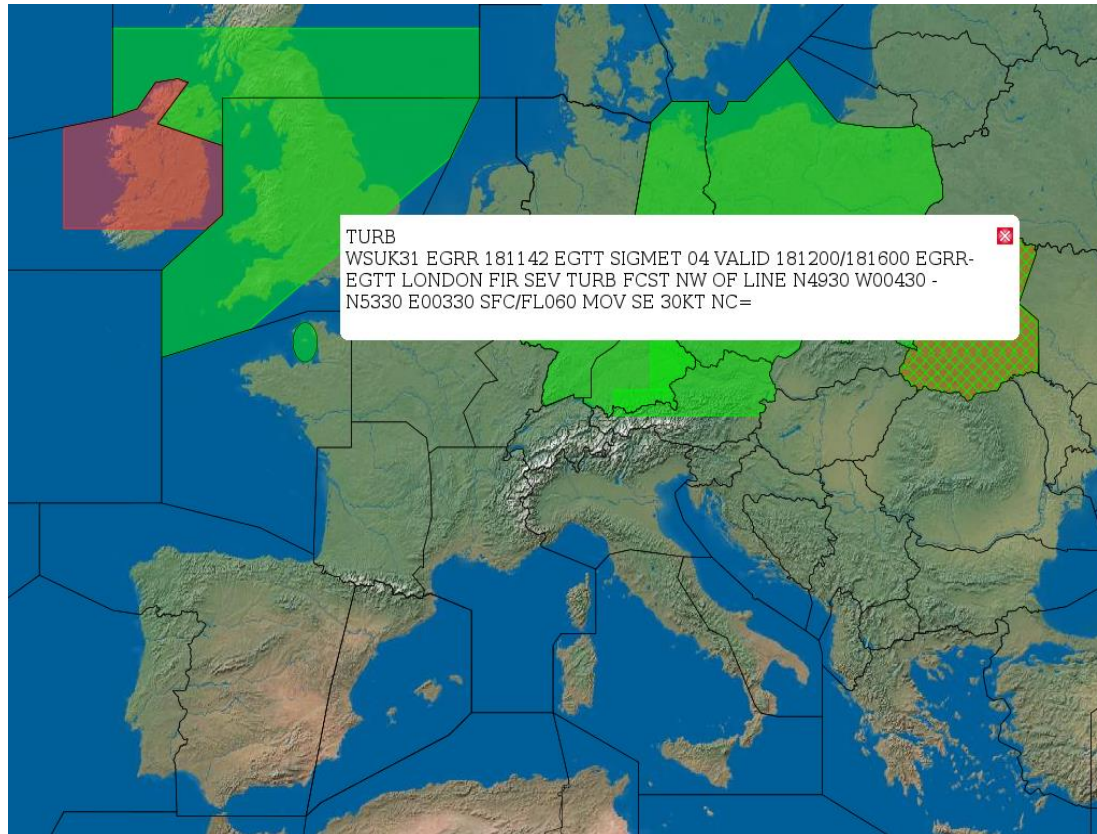 TURB
WSUK31 EGRR 181142 EGTT SIGMET 04 VALID 181200/181600 EGRR-
EGTT LONDON FIR SEV TURB FCST NW OF LINE N4930 W00430 -
N5330 E00330 SFC/FL060 MOV SE 30KT NC=